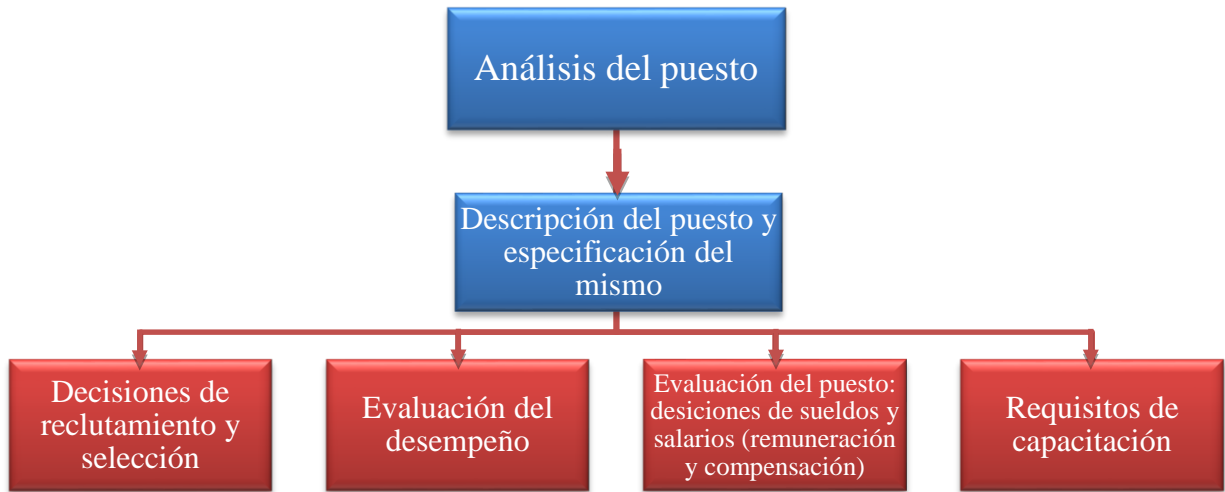 Análisis del puesto
Descripción del puesto y
especificación del
mismo
Decisiones de
reclutamiento y
selección
Evaluación del
desempeño
Evaluación del puesto:
desiciones de sueldos y
salarios (remuneración
y compensación)
Requisitos de
capacitación